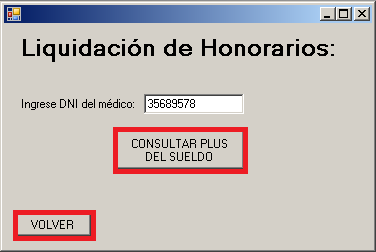 Liquidación de Honorarios:
Ingrese DNI del médico: 35689578
CONSULTAR PLUS
DEL SUELDO
VOLVER